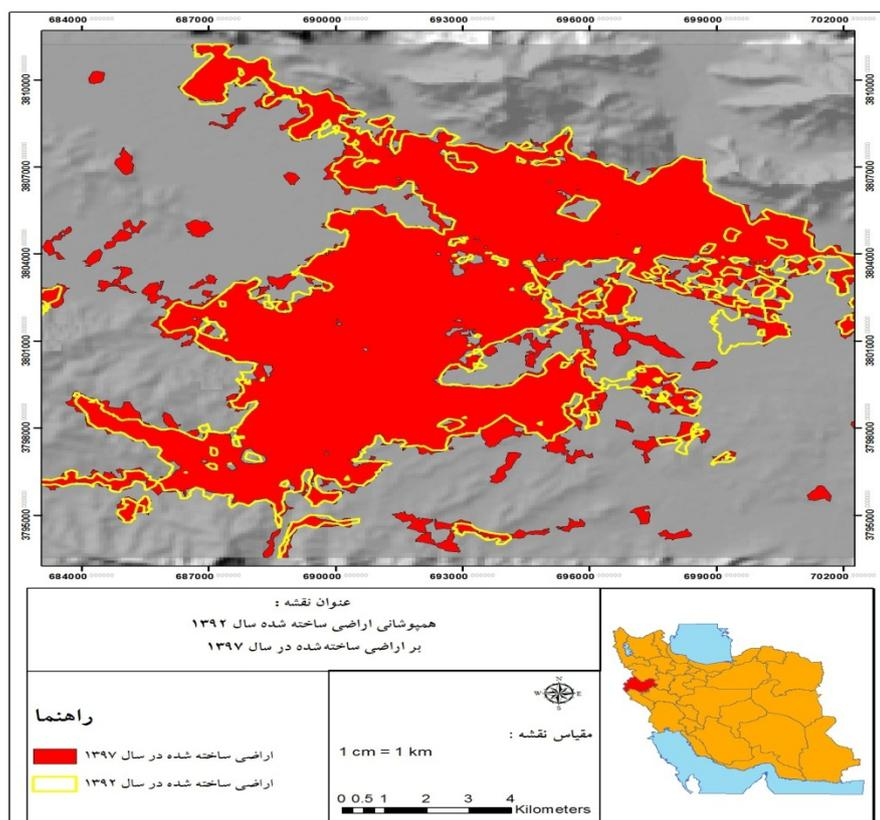 684000 687000 690000 693000 696000 699000 702000
3810000 3810000
3807000 3807000
3804000 3804000
3801000 3801000
3798000 3798000
3795000 3795000
684000 687000 690000 693000 696000 699000 702000
عنوان نقشه :
همپوشانی اراضی ساخته شده سال ۱۳۹۲
بر اراضی ساخته‌شده در سال ۱۳۹۷
راهنما
اراضی ساخته شده در سال ۱۳۹۷
اراضی ساخته شده در سال ۱۳۹۲
N
W E
S
مقیاس نقشه :
1 cm = 1 km
0 0.5 1 2 3 4
Kilometers